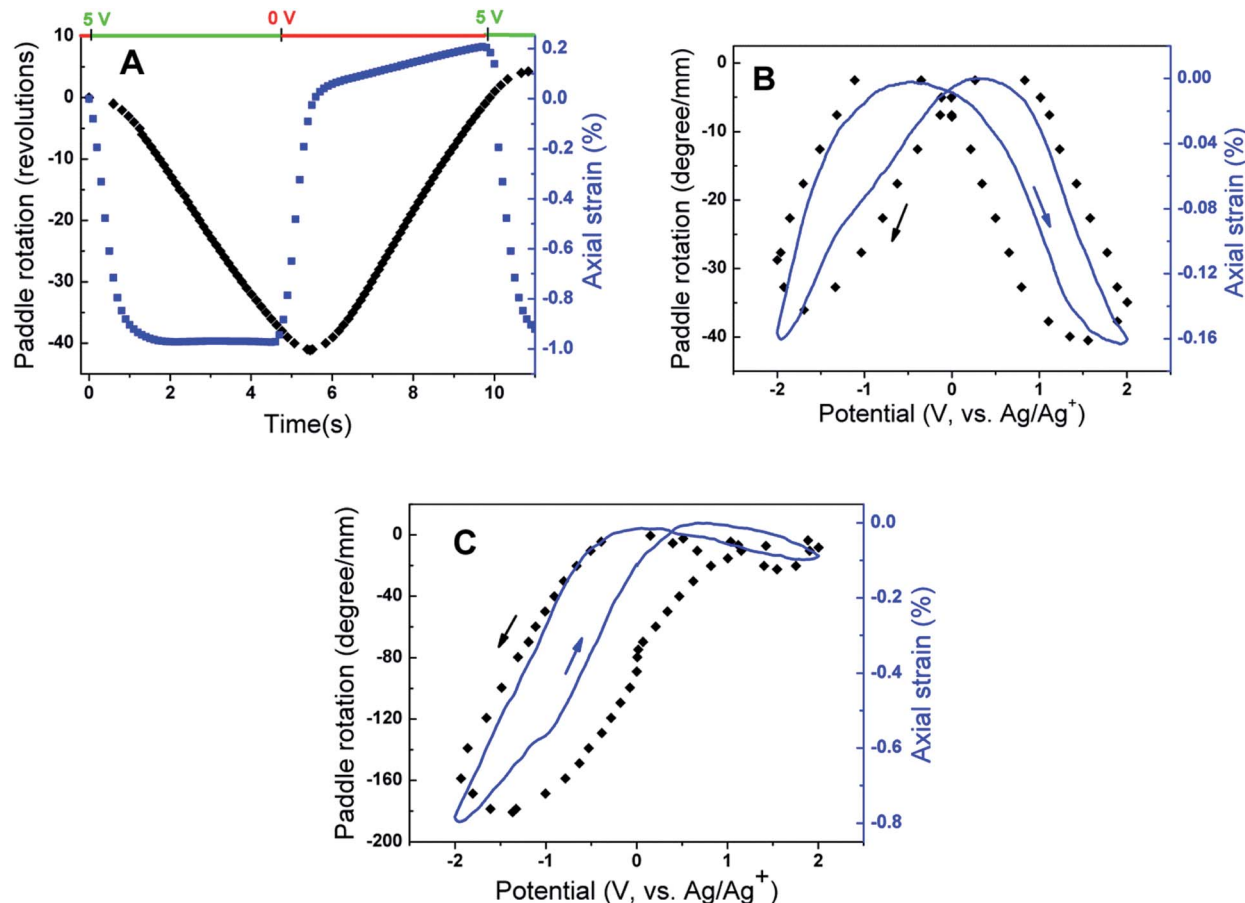 5 V 0 V 5 V
A
10
0
-10
-20
-30
-40
Paddle rotation (revolutions)
0 2 4 6 8 10
Time(s)
0.2
0.0
-0.2
-0.4
-0.6
-0.8
-1.0
Axial strain (%)
B
0
-10
-20
-30
-40
Paddle rotation (degree/mm)
-2 -1 0 1 2
Potential (V, vs. Ag/Ag+)
0.00
-0.04
-0.08
-0.12
-0.16
Axial strain (%)
C
0
-40
-80
-120
-160
-200
Paddle rotation (degree/mm)
-2 -1 0 1 2
Potential (V, vs. Ag/Ag+)
0.0
-0.2
-0.4
-0.6
-0.8
Axial strain (%)